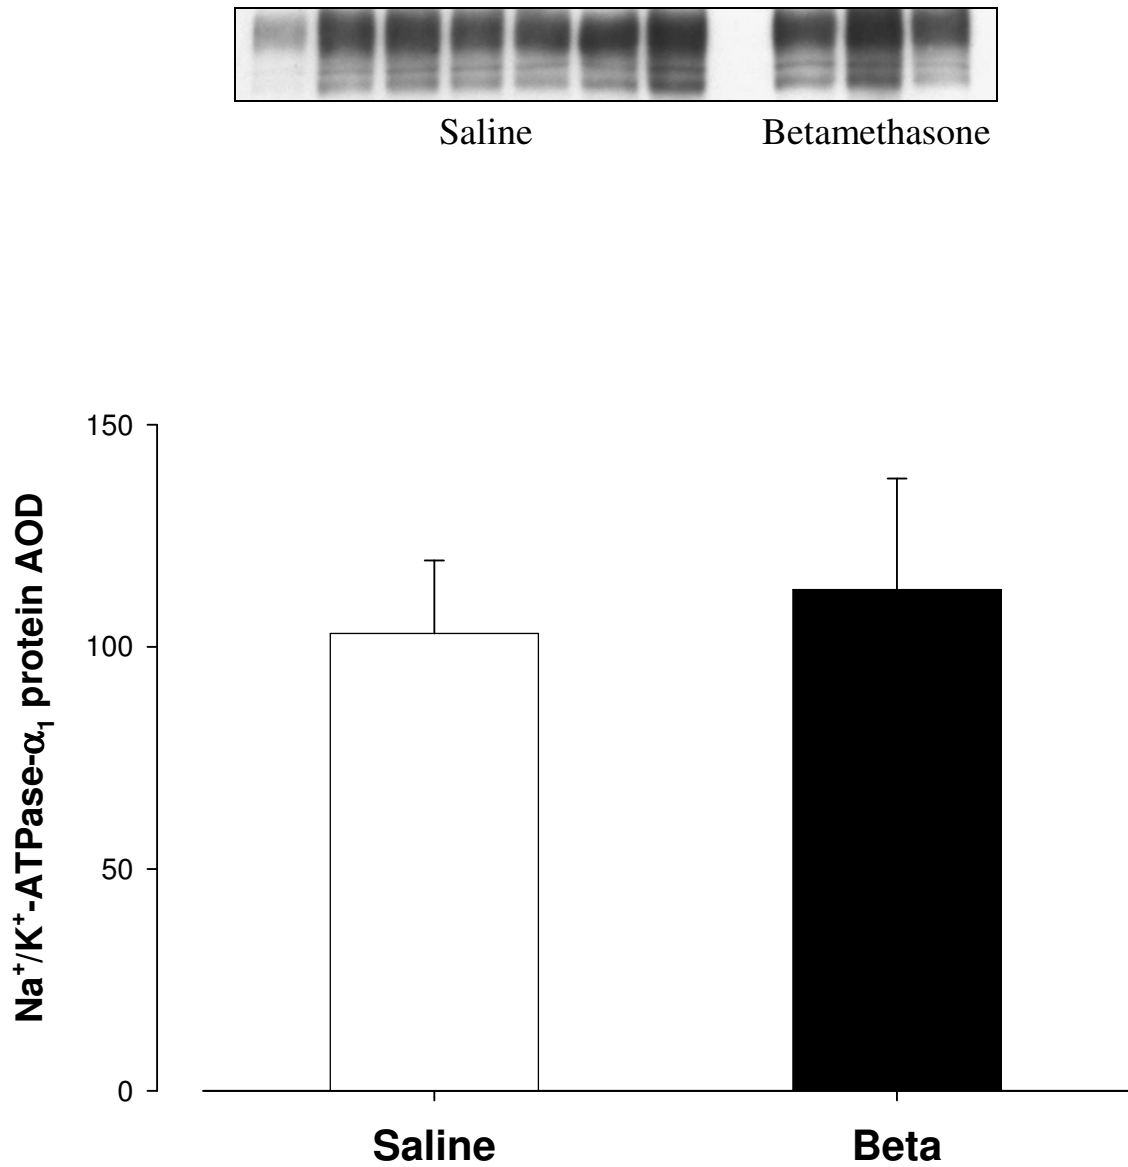 Saline Betamethasone
150
100
50
0
Na⁺/K⁺-ATPase-α₁ protein AOD
Saline Beta